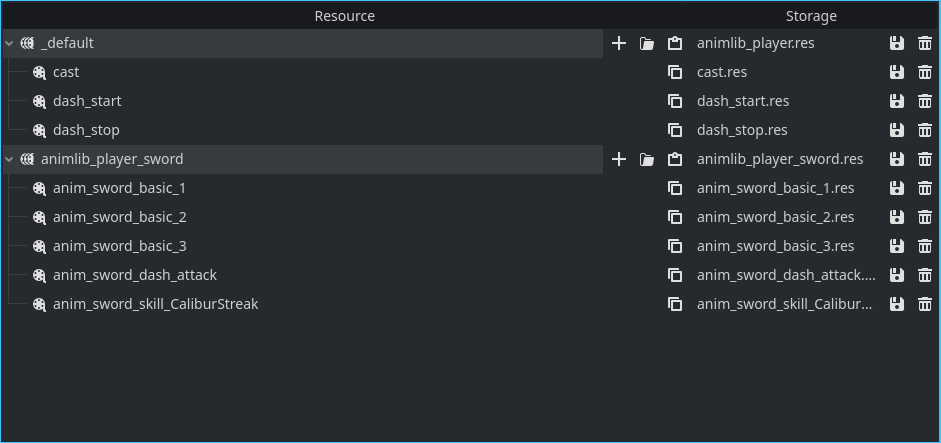 Resource Storage
_default animlib_player.res
cast cast.res
dash_start dash_start.res
dash_stop dash_stop.res
animlib_player_sword animlib_player_sword.res
anim_sword_basic_1 anim_sword_basic_1.res
anim_sword_basic_2 anim_sword_basic_2.res
anim_sword_basic_3 anim_sword_basic_3.res
anim_sword_dash_attack anim_sword_dash_attack....
anim_sword_skill_CaliburStreak anim_sword_skill_Calibur...